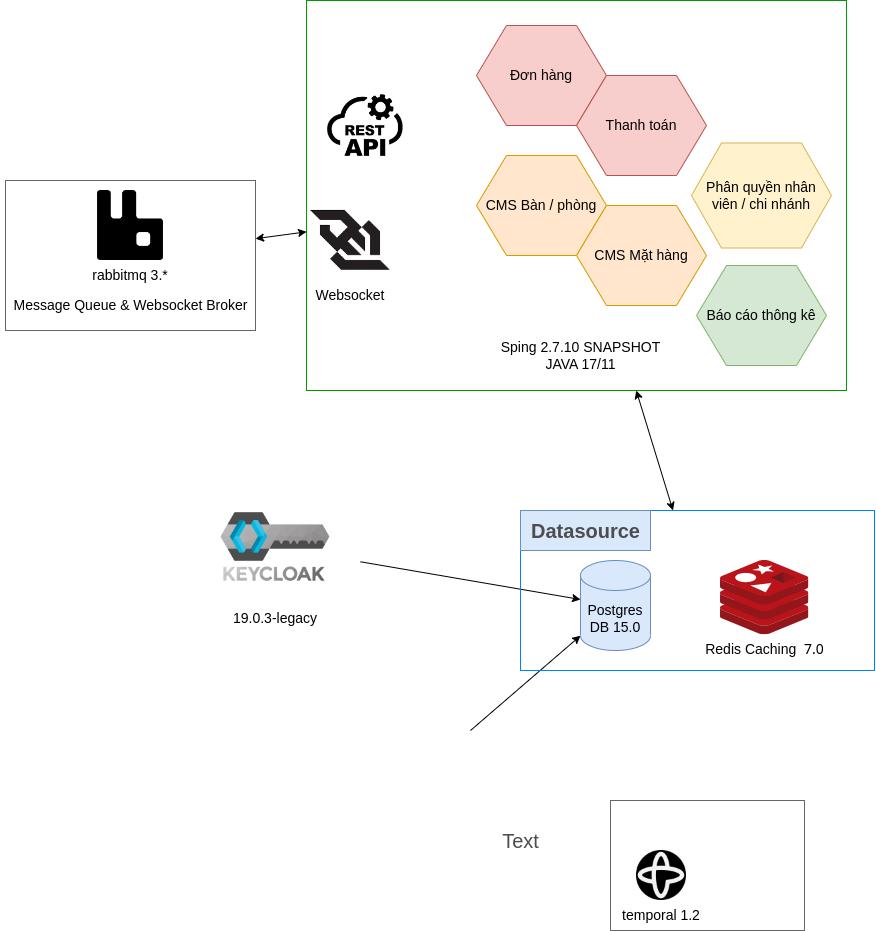 Đơn hàng
Thanh toán
REST
API
Phân quyền nhân
viên / chi nhánh
CMS Bàn / phòng
CMS Mặt hàng
rabbitmq 3.*
Message Queue & Websocket Broker
Websocket
Báo cáo thông kê
Sping 2.7.10 SNAPSHOT
JAVA 17/11
Datasource
KEYCLOAK
19.0.3-legacy
Postgres
DB 15.0
Redis Caching  7.0
Text
temporal 1.2